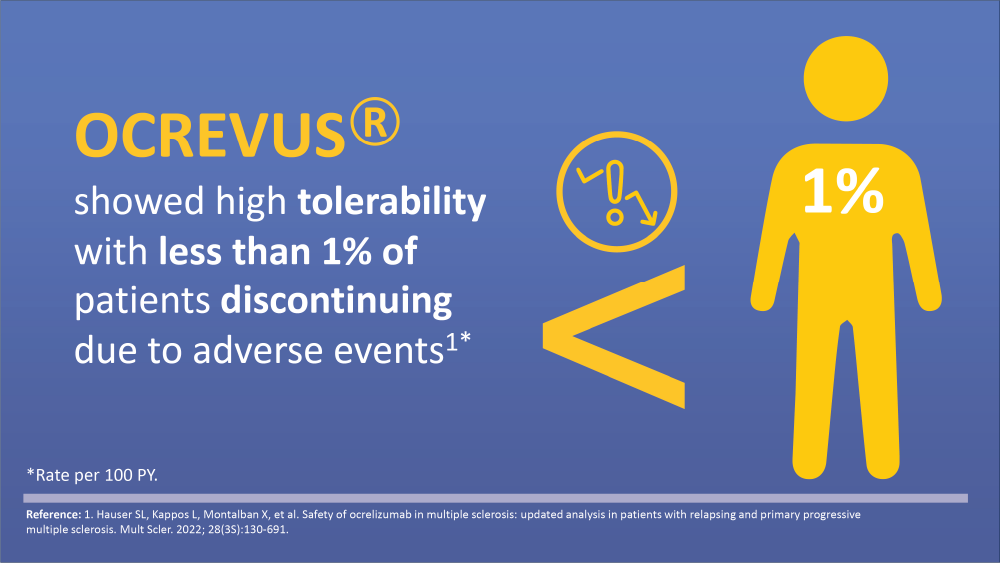 OCREVUS®
showed high tolerability
with less than 1% of
patients discontinuing
due to adverse events1*
<
1%
*Rate per 100 PY.
Reference: 1. Hauser SL, Kappos L, Montalban X, et al. Safety of ocrelizumab in multiple sclerosis: updated analysis in patients with relapsing and primary progressive
multiple sclerosis. Mult Scler. 2022; 28(3S):130-691.